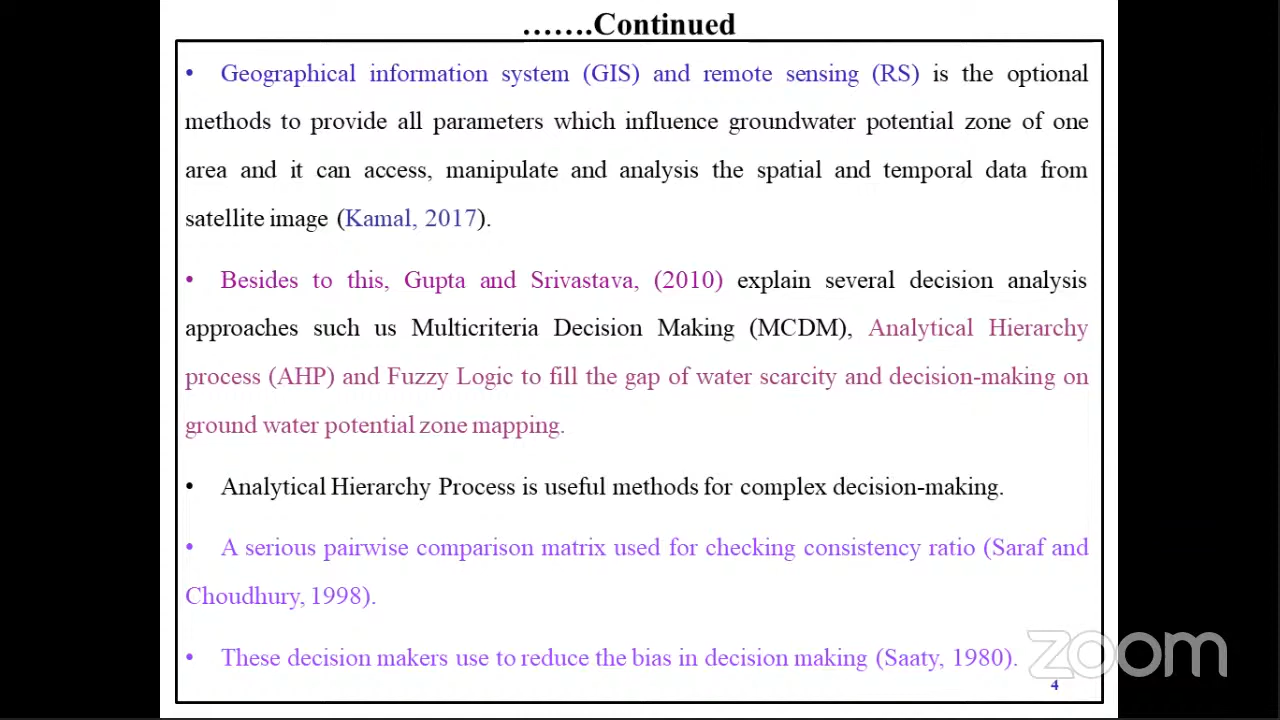 …….Continued
• Geographical information system (GIS) and remote sensing (RS) is the optional
methods to provide all parameters which influence groundwater potential zone of one
area and it can access, manipulate and analysis the spatial and temporal data from
satellite image (Kamal, 2017).
• Besides to this, Gupta and Srivastava, (2010) explain several decision analysis
approaches such us Multicriteria Decision Making (MCDM), Analytical Hierarchy
process (AHP) and Fuzzy Logic to fill the gap of water scarcity and decision-making on
ground water potential zone mapping.
• Analytical Hierarchy Process is useful methods for complex decision-making.
• A serious pairwise comparison matrix used for checking consistency ratio (Saraf and
Choudhury, 1998).
• These decision makers use to reduce the bias in decision making (Saaty, 1980).
zoom
4